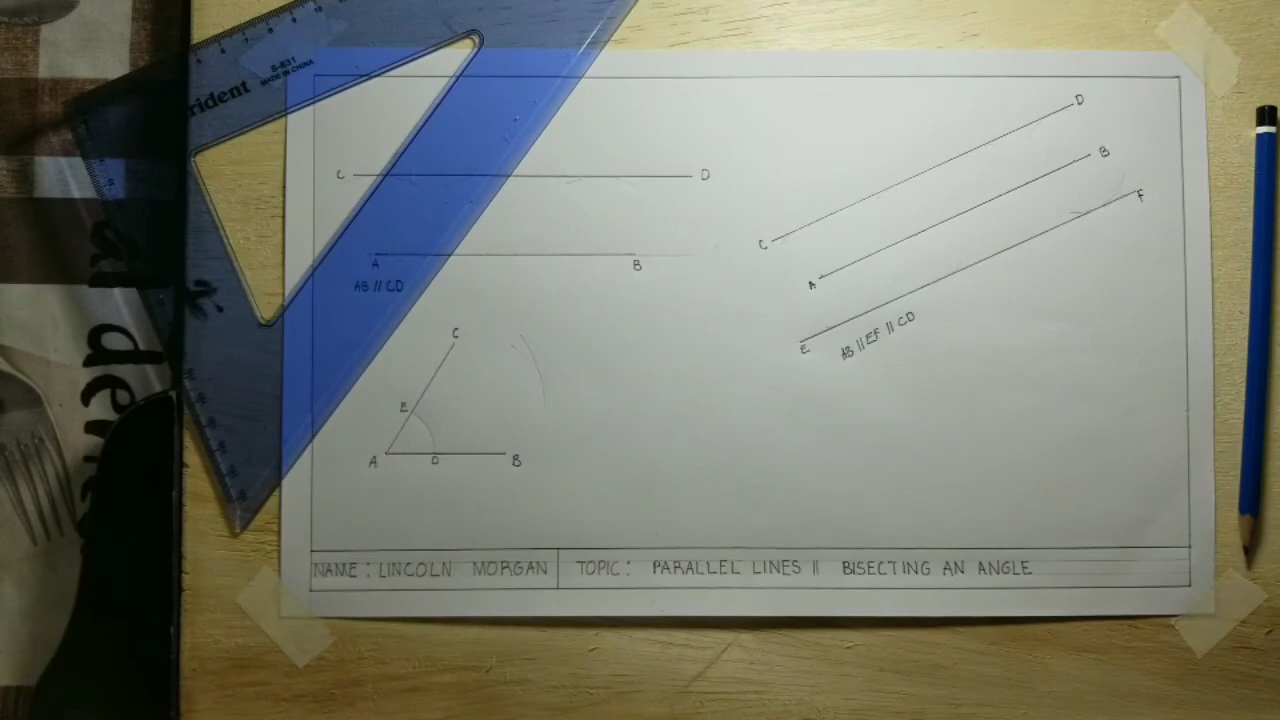 rident
S-631
MADE IN CHINA
C D
A B
AB // CD
C
E
A D B
D
B
F
C
A
E
AB // EF // CD
NAME : LINCOLN MORGAN
TOPIC : PARALLEL LINES || BISECTING AN ANGLE